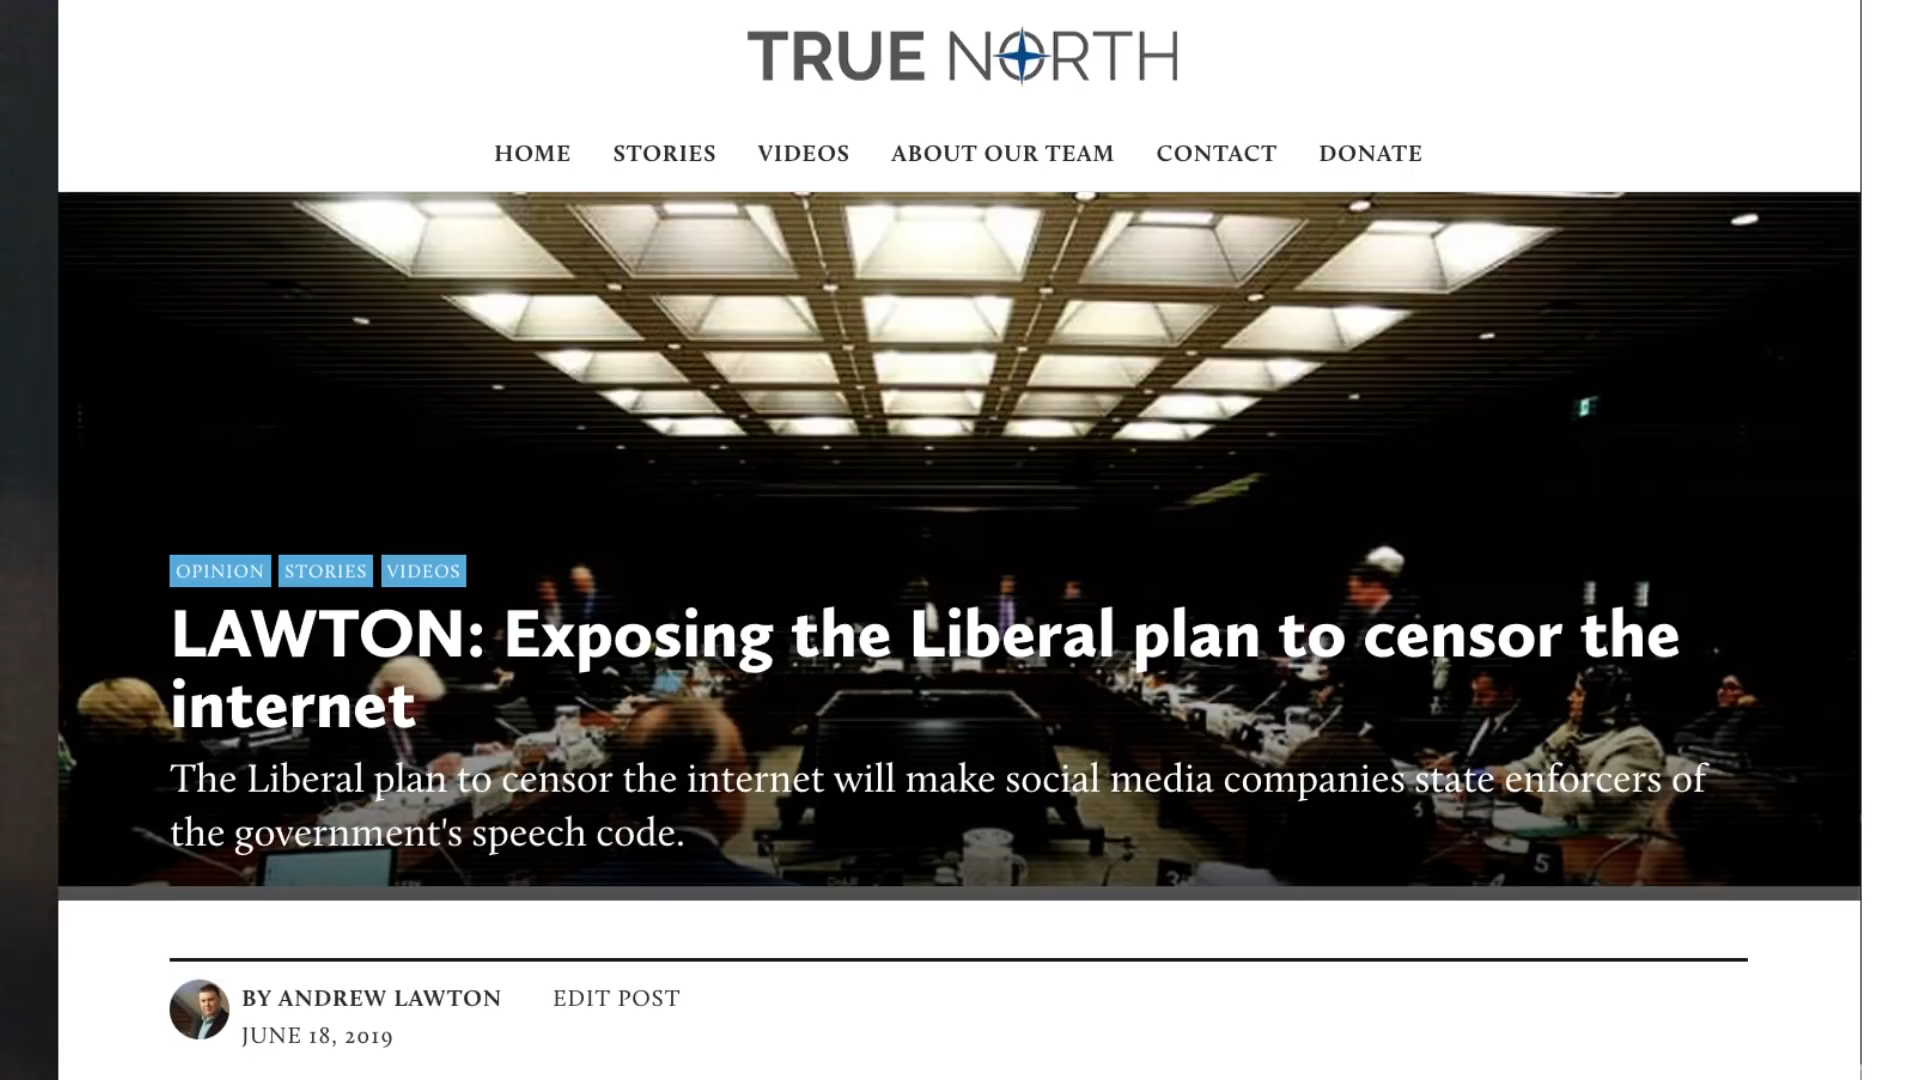 TRUE NORTH
HOME STORIES VIDEOS ABOUT OUR TEAM CONTACT DONATE
OPINION STORIES VIDEOS
LAWTON: Exposing the Liberal plan to censor the
internet
The Liberal plan to censor the internet will make social media companies state enforcers of
the government's speech code.
5
BY ANDREW LAWTON EDIT POST
JUNE 18, 2019